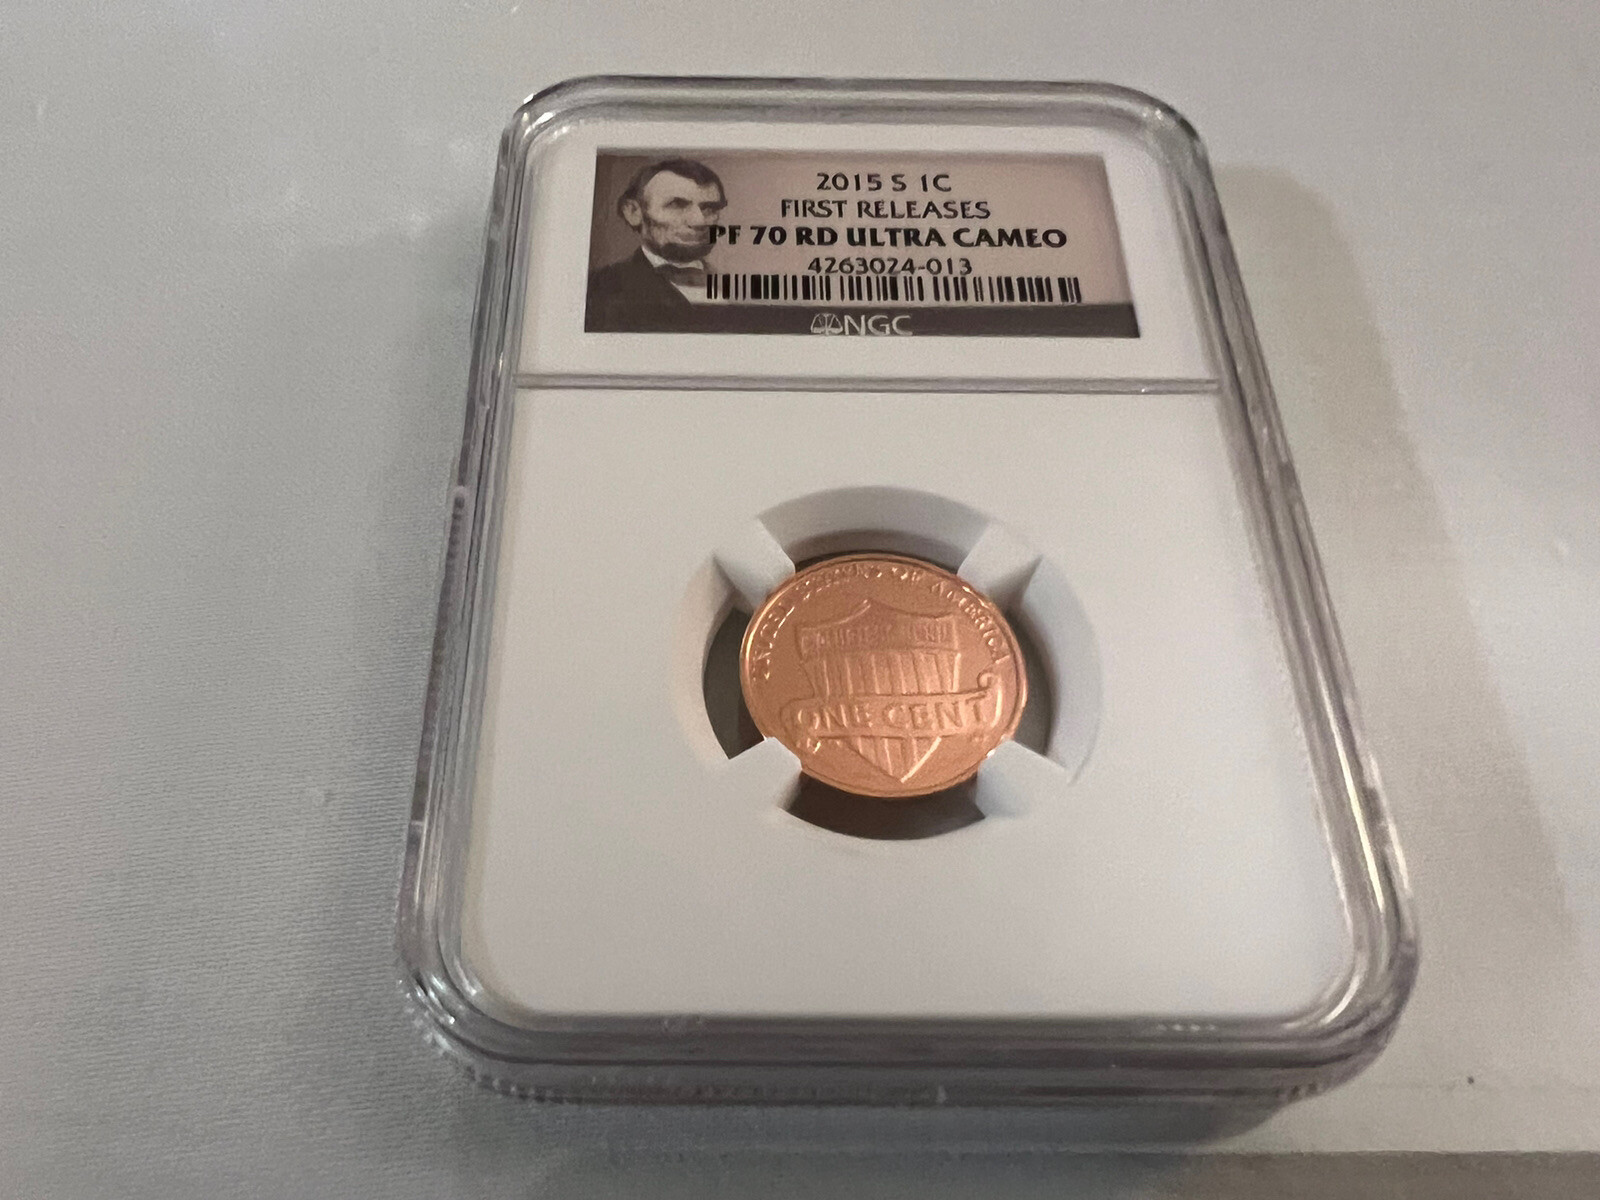 2015 S 1C
FIRST RELEASES
PF 70 RD ULTRA CAMEO
4263024-013
NGC
UNITED STATES OF AMERICA
ONE CENT